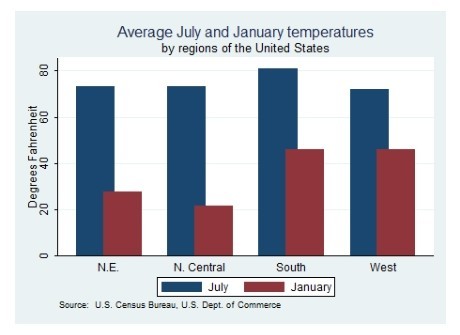 Average July and January temperatures
by regions of the United States
Degrees Fahrenheit
80
60
40
20
0
N.E. N. Central South West
July January
Source: U.S. Census Bureau, U.S. Dept. of Commerce